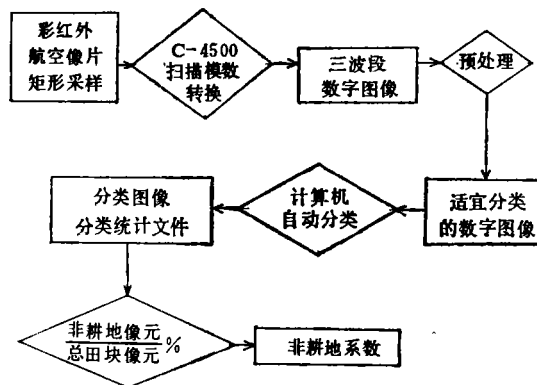 彩红外
航空像片
矩形采样
C-4500
扫描模数
转换
三波段
数字图像
预处理
适宜分类
的数字图像
计算机
自动分类
分类图像
分类统计文件
非耕地像元
总田块像元 %
非耕地系数